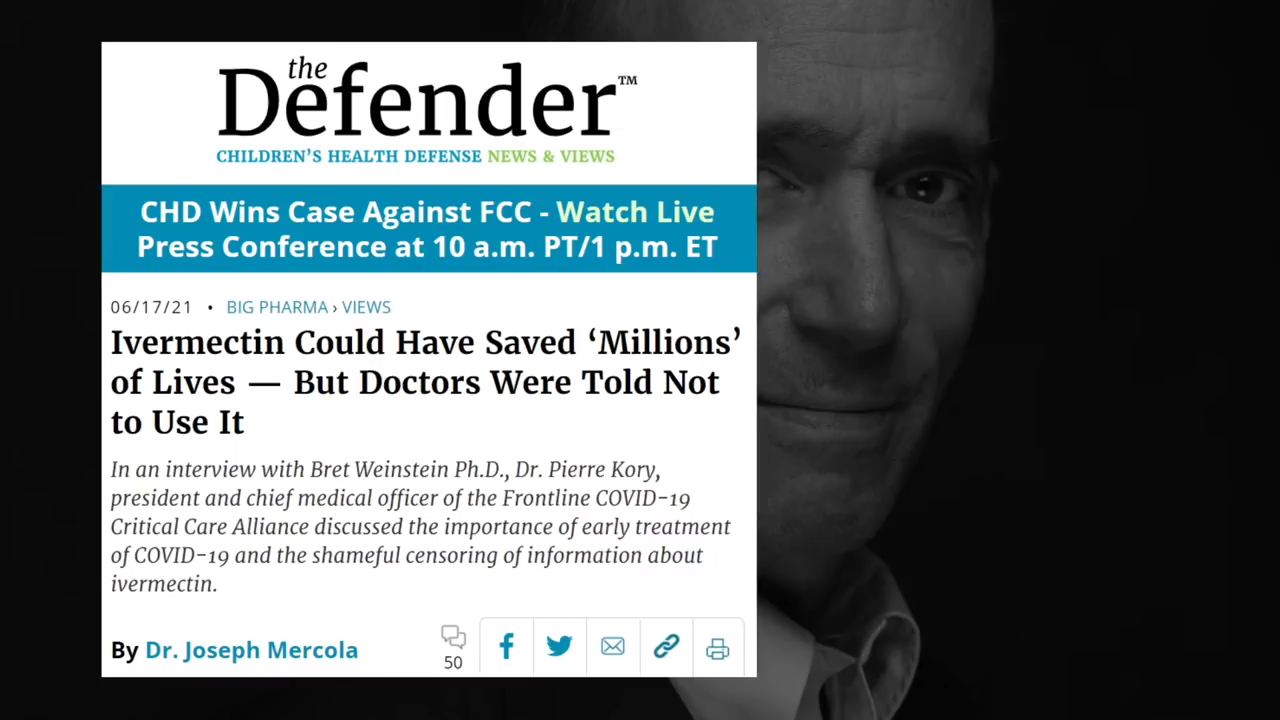 the
Defender™
CHILDREN'S HEALTH DEFENSE NEWS & VIEWS
CHD Wins Case Against FCC - Watch Live
Press Conference at 10 a.m. PT/1 p.m. ET
06/17/21 • BIG PHARMA › VIEWS
Ivermectin Could Have Saved ‘Millions’
of Lives — But Doctors Were Told Not
to Use It
In an interview with Bret Weinstein Ph.D., Dr. Pierre Kory,
president and chief medical officer of the Frontline COVID-19
Critical Care Alliance discussed the importance of early treatment
of COVID-19 and the shameful censoring of information about
ivermectin.
By Dr. Joseph Mercola
50